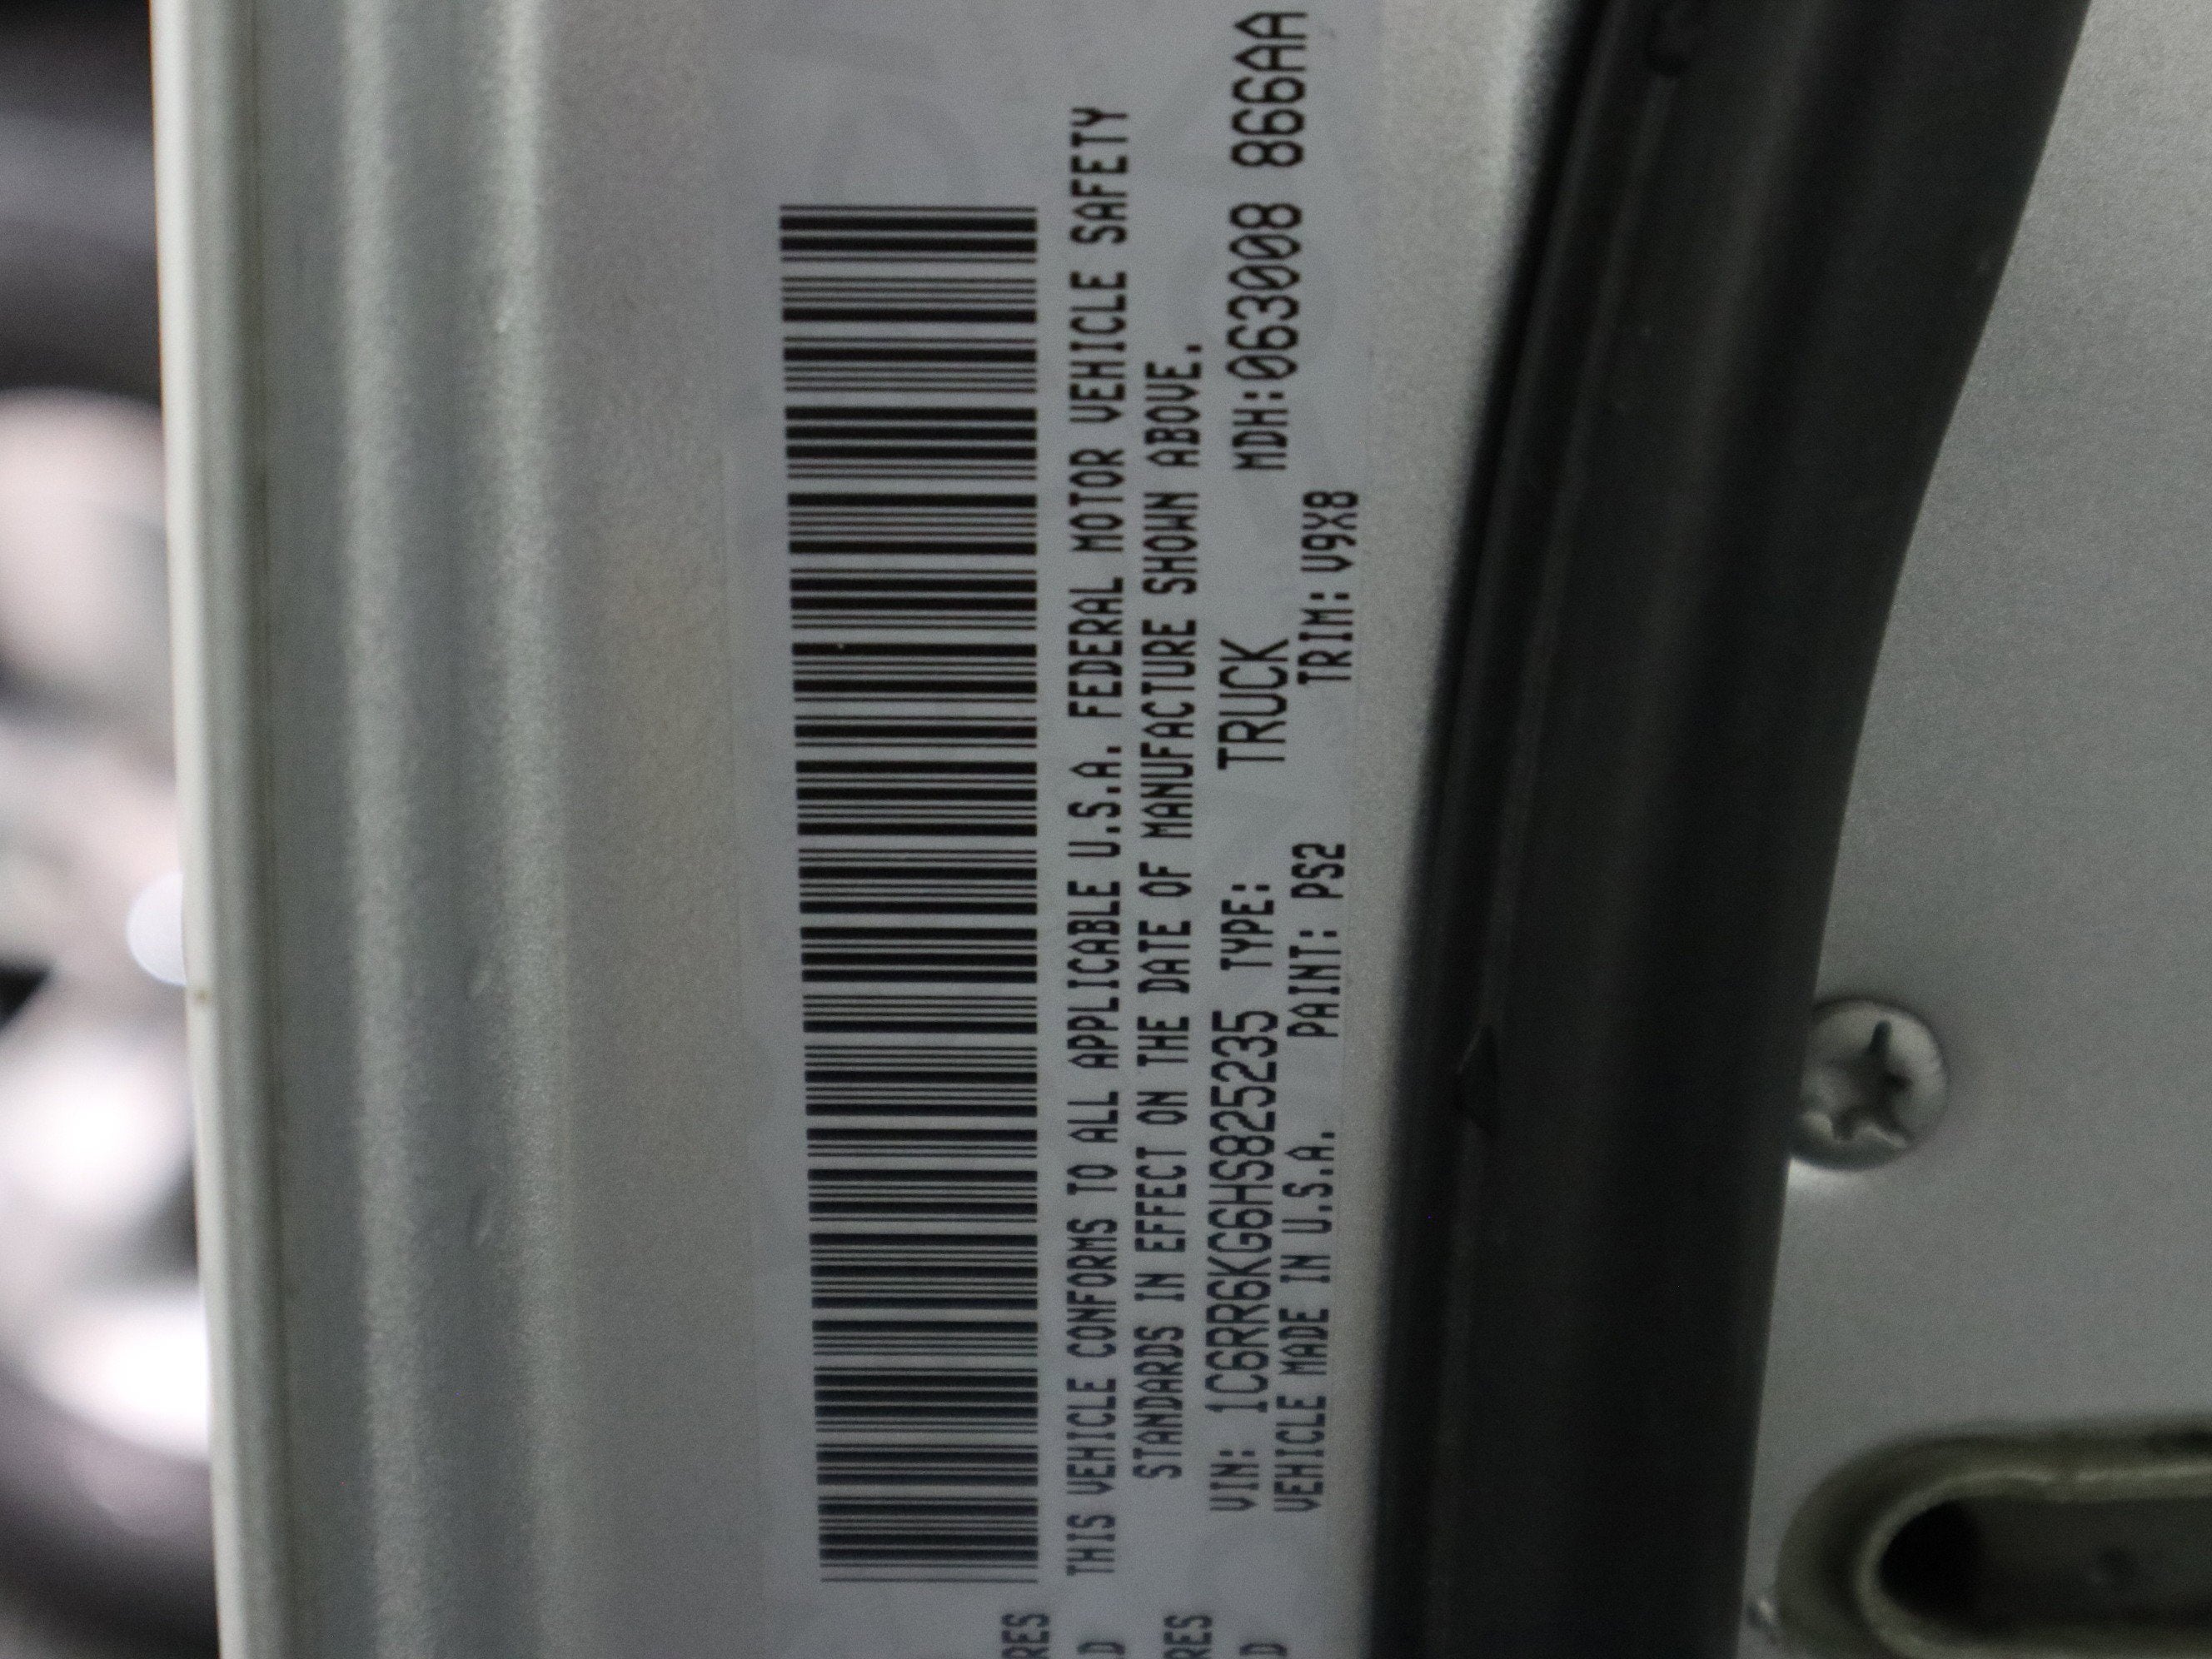 THIS VEHICLE CONFORMS TO ALL APPLICABLE U.S.A. FEDERAL MOTOR VEHICLE SAFETY
STANDARDS IN EFFECT ON THE DATE OF MANUFACTURE SHOWN ABOVE.
VIN: 1C6RR6KG6HS825235 TYPE: TRUCK MDH:063008 866AA
VEHICLE MADE IN U.S.A. PAINT: PS2 TRIM: V9X8